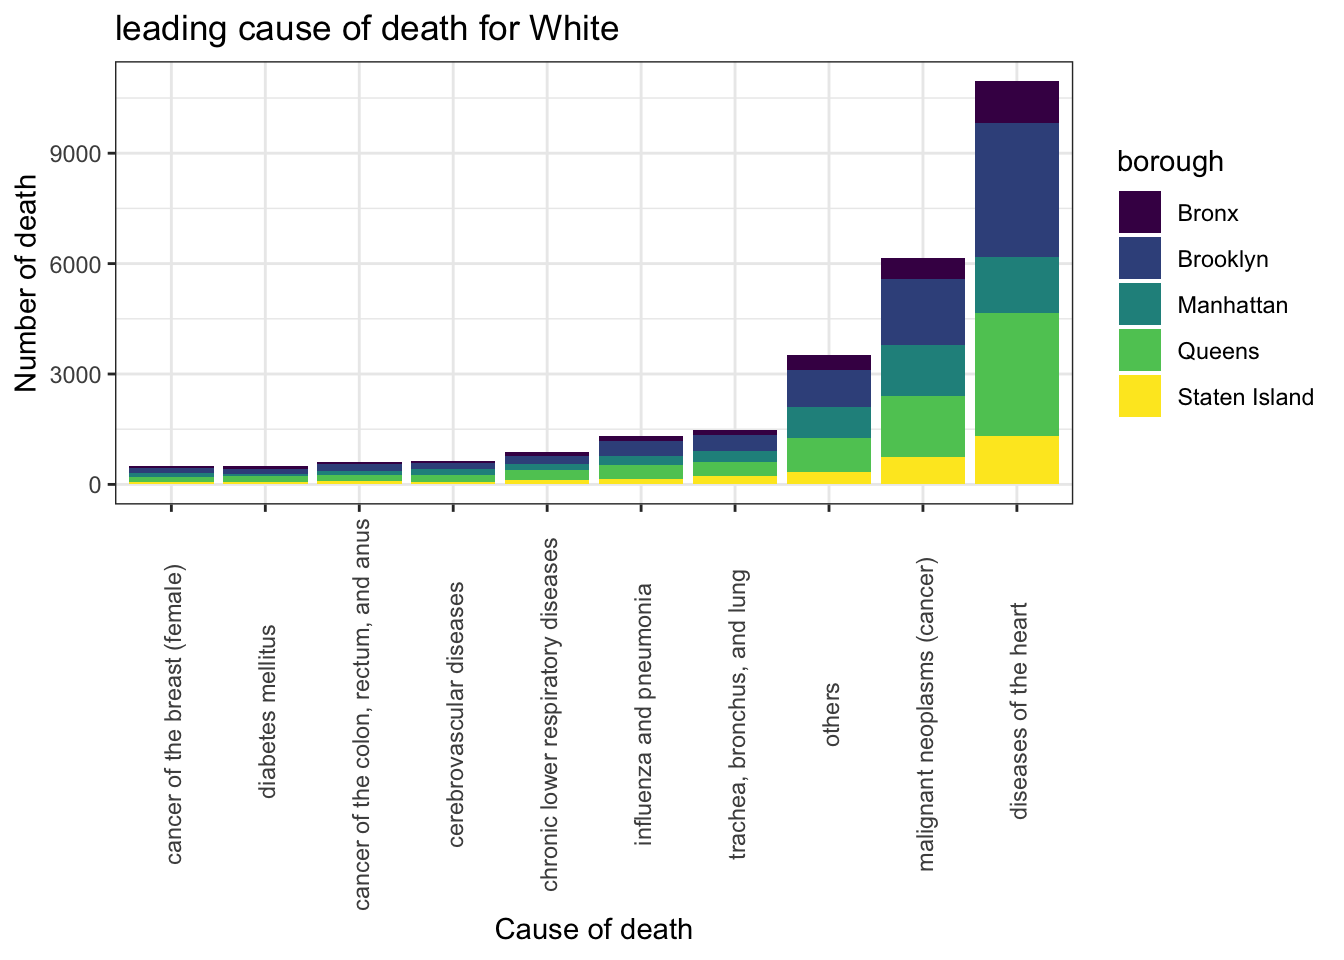 leading cause of death for White
Number of death
9000
6000
3000
0
cancer of the breast (female)
diabetes mellitus
cancer of the colon, rectum, and anus
cerebrovascular diseases
chronic lower respiratory diseases
influenza and pneumonia
trachea, bronchus, and lung
others
malignant neoplasms (cancer)
diseases of the heart
Cause of death
borough
Bronx
Brooklyn
Manhattan
Queens
Staten Island